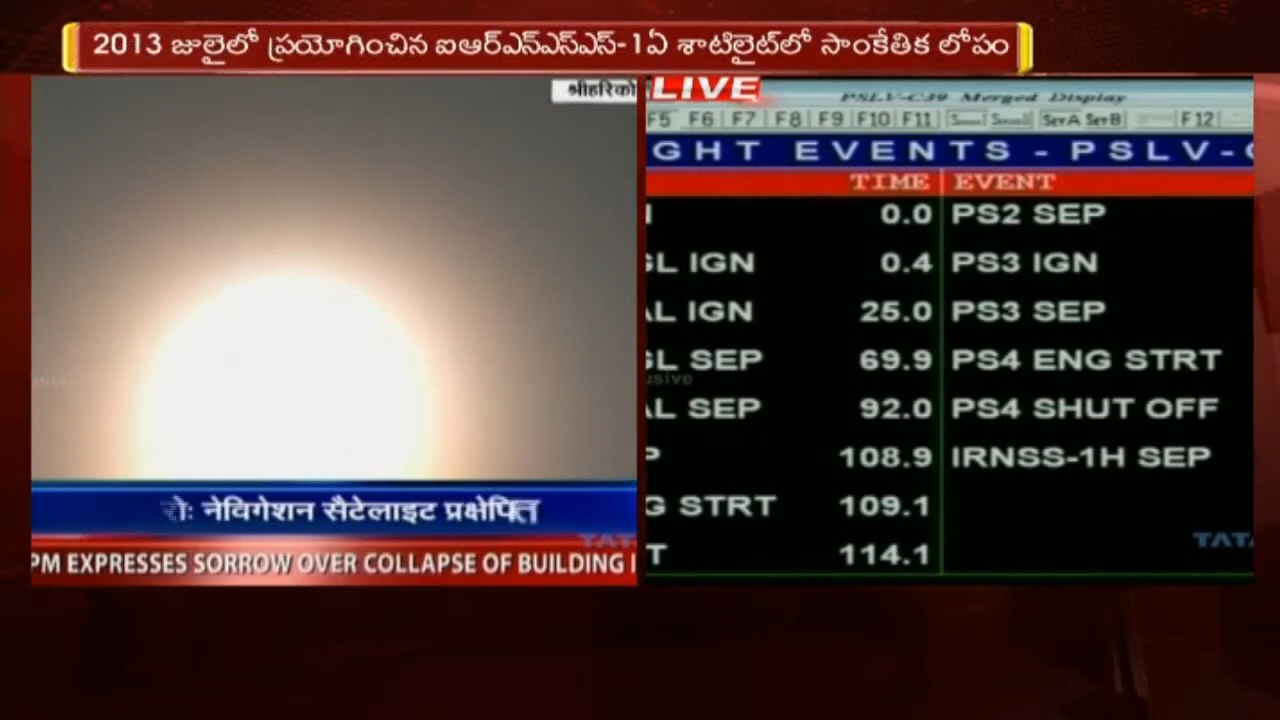 2013 జులైలో ప్రయోగించిన ఐఆర్ఎన్ఎస్ఎస్-1ఏ శాటిలైట్‌లో సాంకేతిక లోపం
श्रीहरिको
LIVE
PSLV-C39 Merged Display
F5 F6 F7 F8 F9 F10 F11 SetA SetB F12
GHT EVENTS - PSLV-C
TIME EVENT
0.0 PS2 SEP
GL IGN 0.4 PS3 IGN
AL IGN 25.0 PS3 SEP
GL SEP 69.9 PS4 ENG STRT
usive
AL SEP 92.0 PS4 SHUT OFF
P 108.9 IRNSS-1H SEP
G STRT 109.1
T 114.1
रो: नेविगेशन सैटेलाइट प्रक्षेपित
TATA
TATA
PM EXPRESSES SORROW OVER COLLAPSE OF BUILDING I